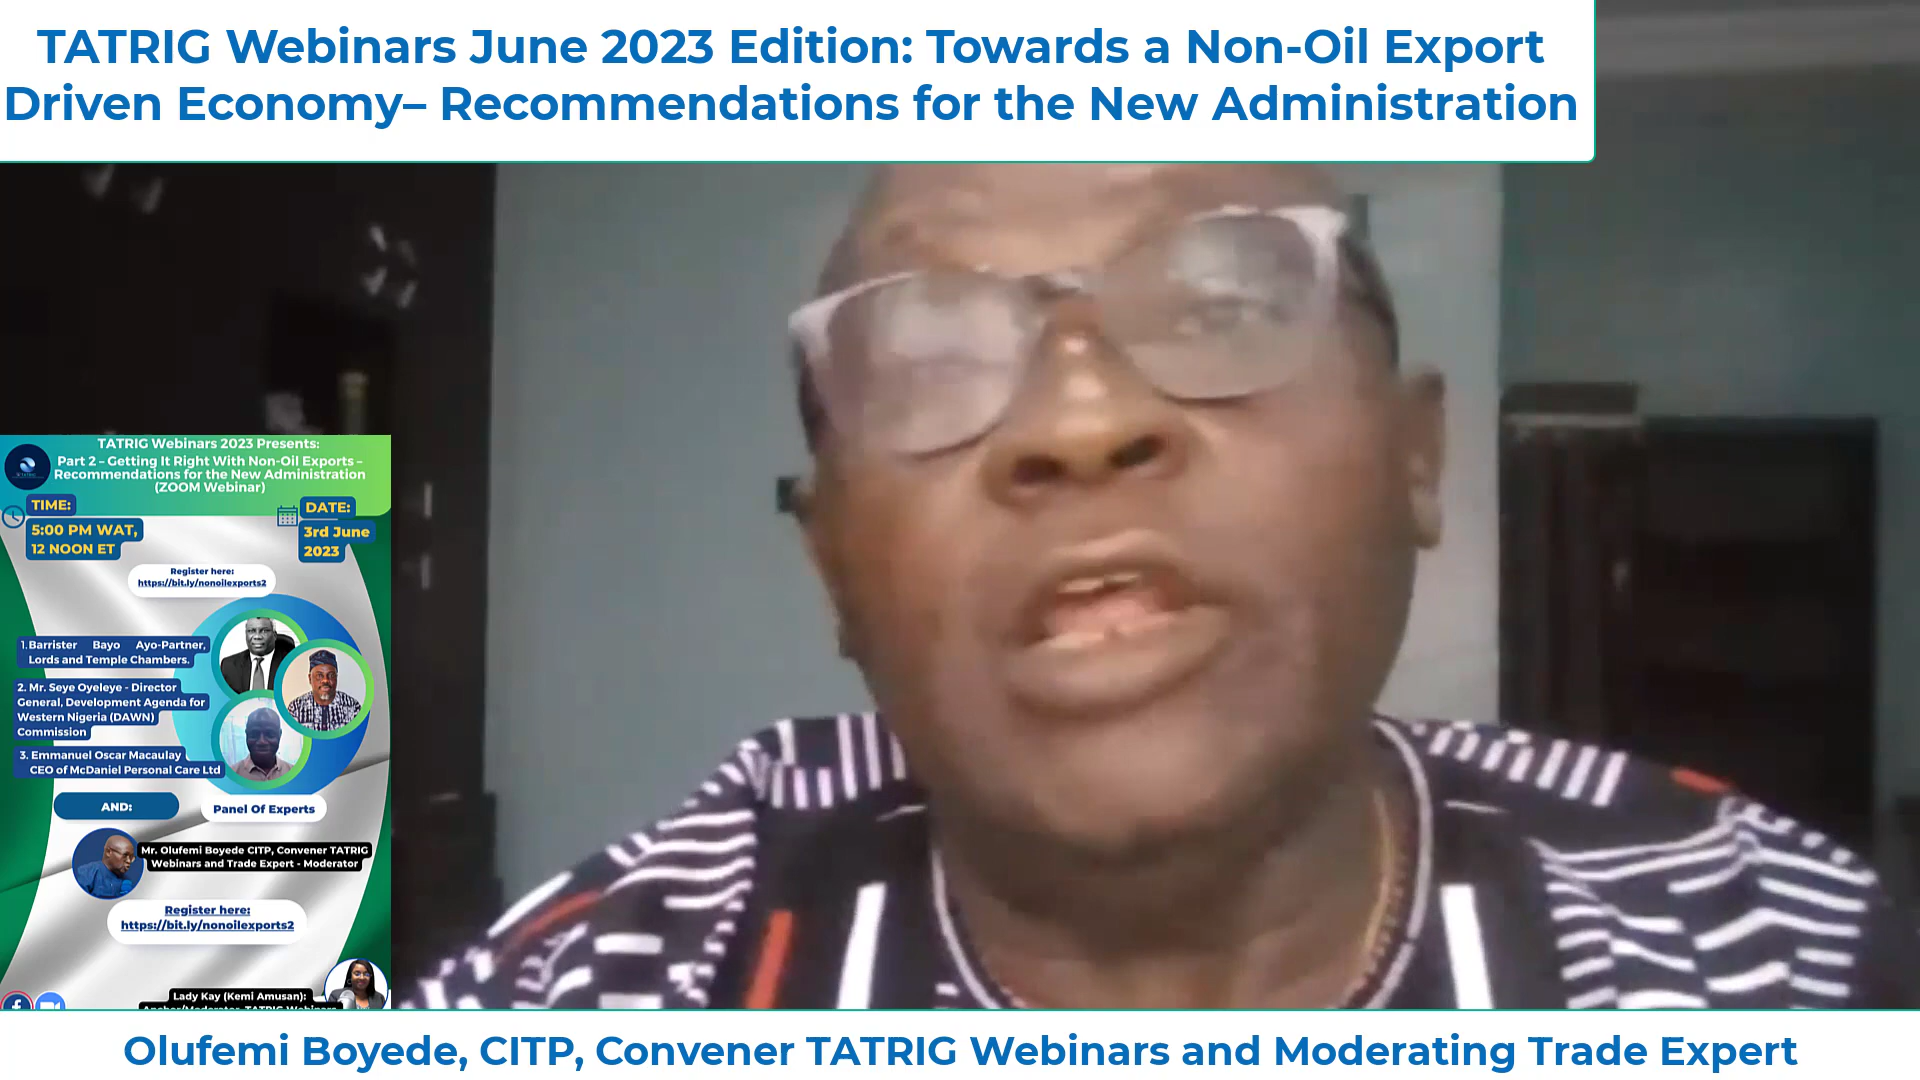 TATRIG Webinars June 2023 Edition: Towards a Non-Oil Export
Driven Economy– Recommendations for the New Administration
TATRIG Webinars 2023 Presents:
Part 2 – Getting It Right With Non-Oil Exports –
Recommendations for the New Administration
(ZOOM Webinar)
TIME:
5:00 PM WAT,
12 NOON ET
DATE:
3rd June
2023
Register here:
https://bit.ly/nonoilexports2
1. Barrister Bayo Ayo-Partner,
Lords and Temple Chambers.
2. Mr. Seye Oyeleye - Director
General, Development Agenda for
Western Nigeria (DAWN)
Commission
3. Emmanuel Oscar Macaulay
CEO of McDaniel Personal Care Ltd
AND:
Panel Of Experts
Mr. Olufemi Boyede CITP, Convener TATRIG
Webinars and Trade Expert - Moderator
Register here:
https://bit.ly/nonoilexports2
Lady Kay (Kemi Amusan):
Anchor/Moderator, TATRIG Webinars
Olufemi Boyede, CITP, Convener TATRIG Webinars and Moderating Trade Expert